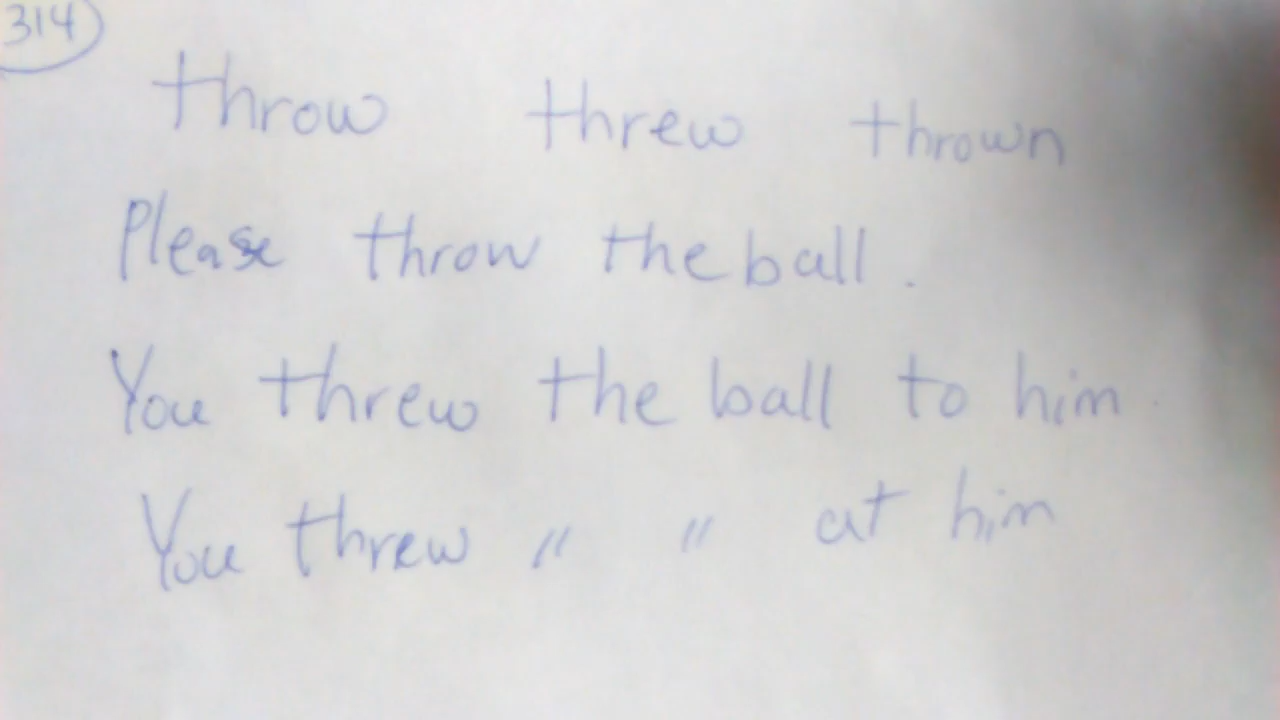 314
throw threw thrown
Please throw the ball.
You threw the ball to him.
You threw " " at him